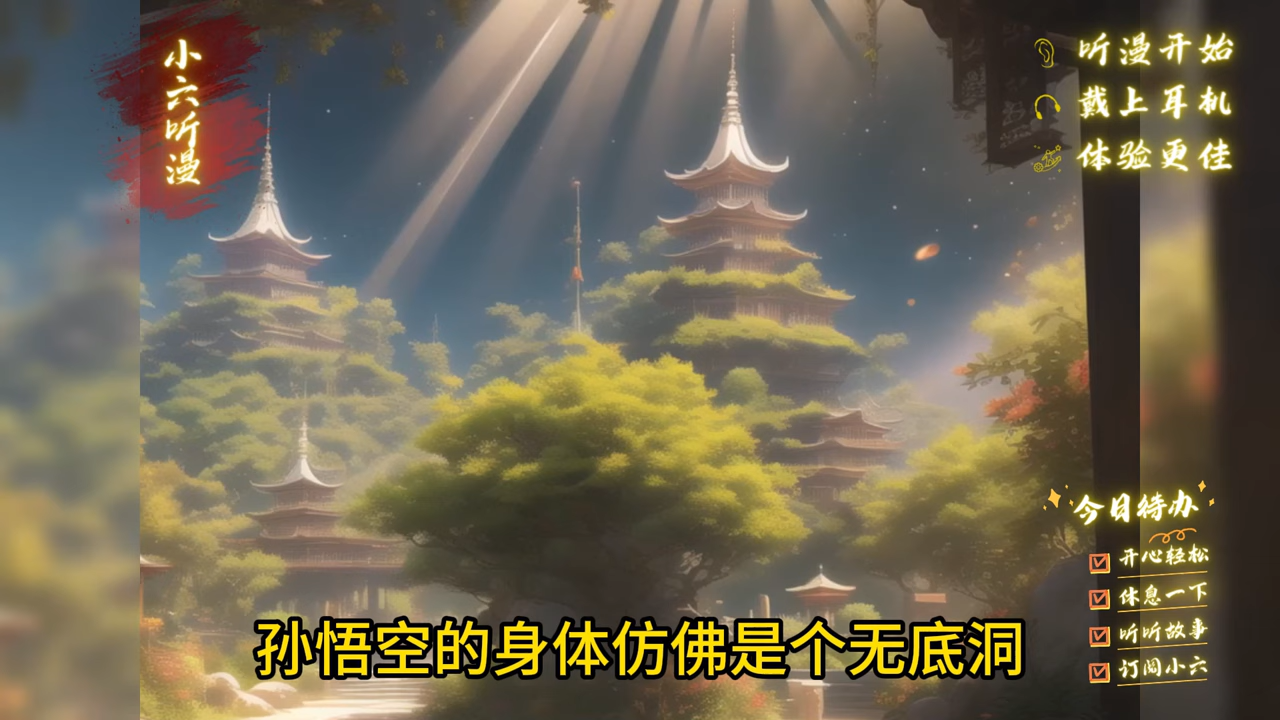 小六听漫
听漫开始
戴上耳机
体验更佳
今日待办
开心轻松
休息一下
听听故事
订阅小六
孙悟空的身体仿佛是个无底洞